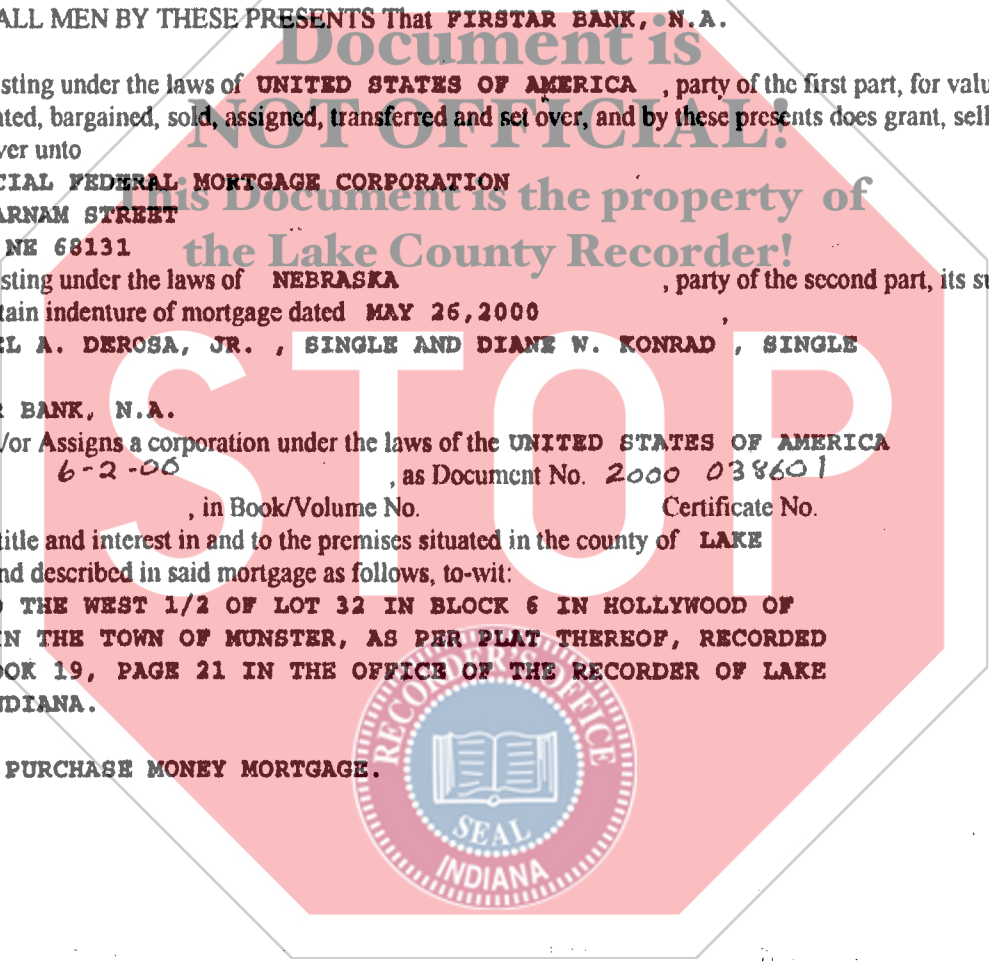 ALL MEN BY THESE PRESENTS That FIRSTAR BANK, N.A.
Document is
sting under the laws of UNITED STATES OF AMERICA , party of the first part, for valu
NOT OFFICIAL!
ted, bargained, sold, assigned, transferred and set over, and by these presents does grant, sell
ver unto
CIAL FEDERAL MORTGAGE CORPORATION
This Document is the property of
ARNAM STREET
NE 68131
the Lake County Recorder!
sting under the laws of NEBRASKA , party of the second part, its su
tain indenture of mortgage dated MAY 26,2000 ,
EL A. DEROSA, JR. , SINGLE AND DIANE W. KONRAD , SINGLE
STOP
R BANK, N.A.
/or Assigns a corporation under the laws of the UNITED STATES OF AMERICA
6-2-00 , as Document No. 2000 038601
, in Book/Volume No. Certificate No.
title and interest in and to the premises situated in the county of LAKE
nd described in said mortgage as follows, to-wit:
THE WEST 1/2 OF LOT 32 IN BLOCK 6 IN HOLLYWOOD OF
IN THE TOWN OF MUNSTER, AS PER PLAT THEREOF, RECORDED
OOK 19, PAGE 21 IN THE OFFICE OF THE RECORDER OF LAKE
NDIANA.
PURCHASE MONEY MORTGAGE.
RECORDER'S OFFICE
SEAL
INDIANA